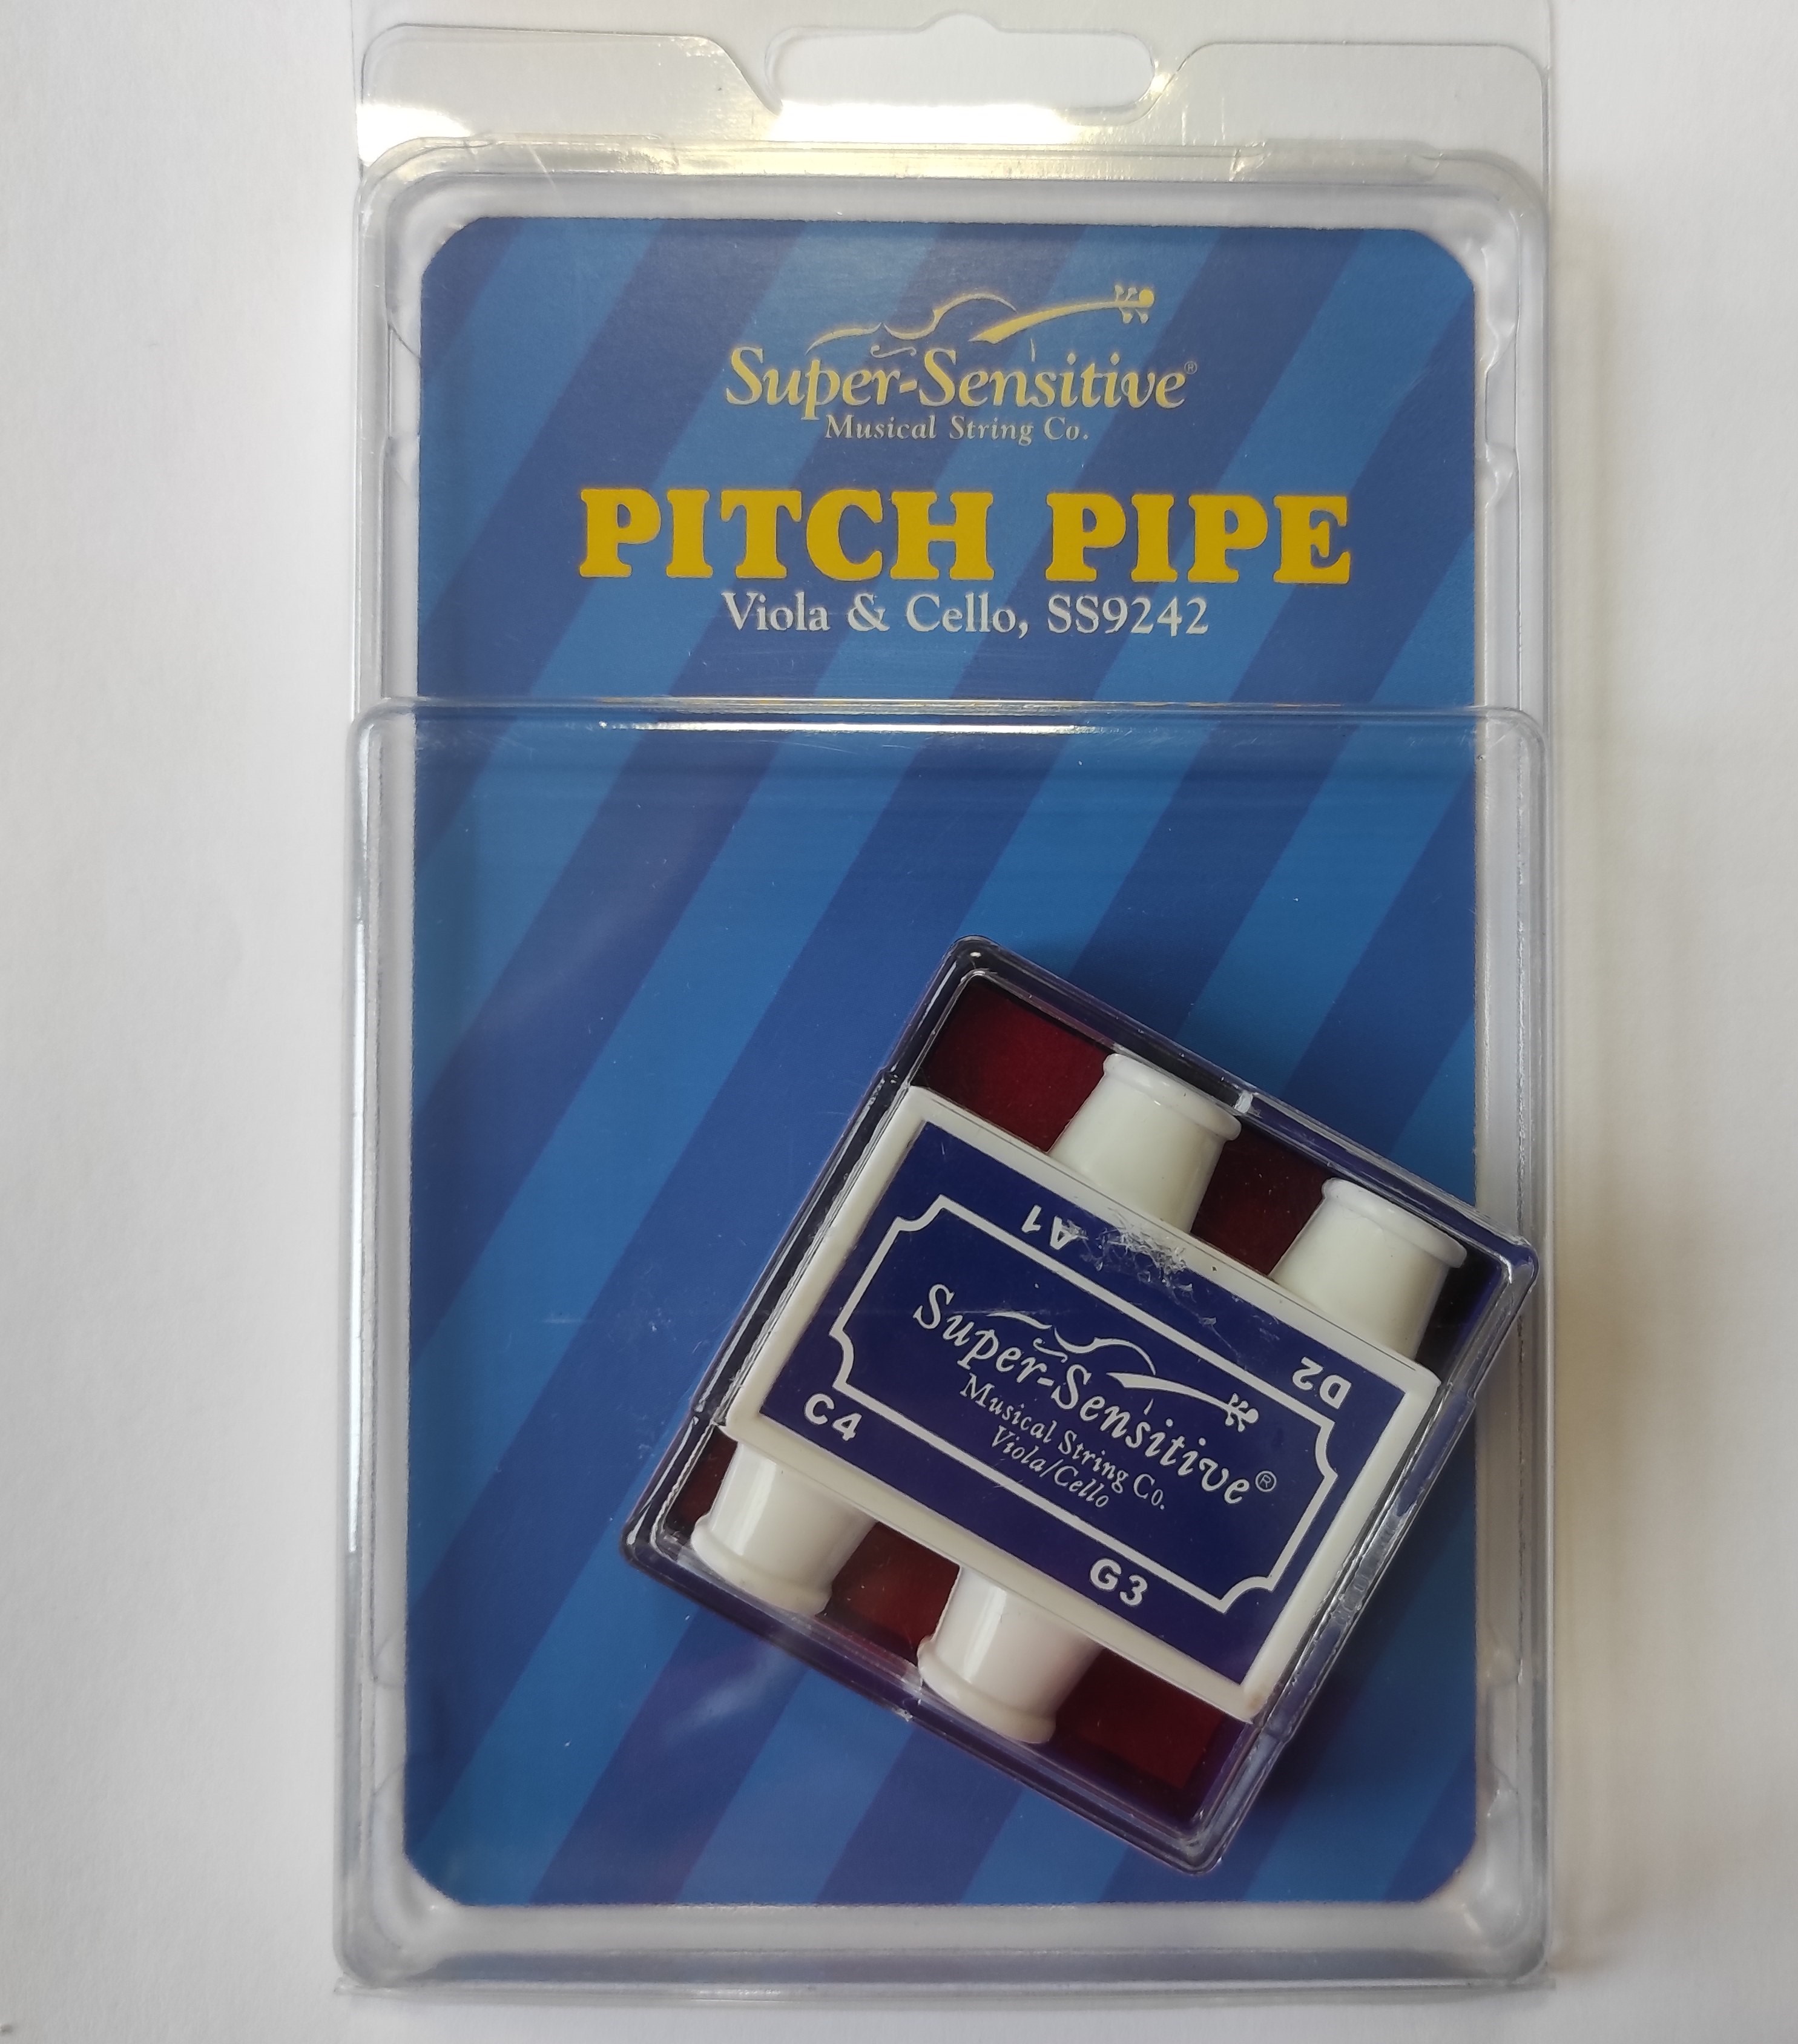 Super-Sensitive®
Musical String Co.
PITCH PIPE
Viola & Cello, SS9242
A1
D2
Super-Sensitive®
Musical String Co.
Viola/Cello
C4
G3